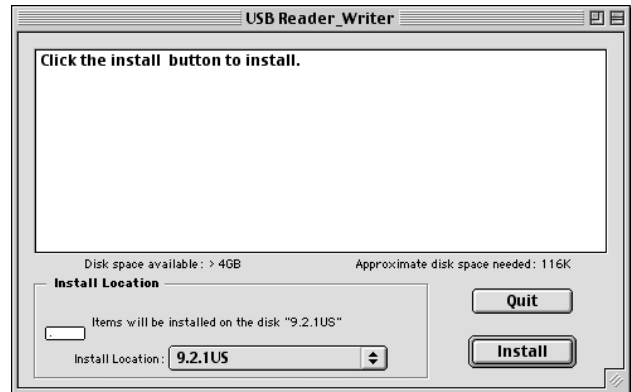 USB Reader_Writer
Click the install button to install.
Disk space available: > 4GB Approximate disk space needed: 116K
Install Location
Items will be installed on the disk "9.2.1US"
Install Location: 9.2.1US
Quit
Install